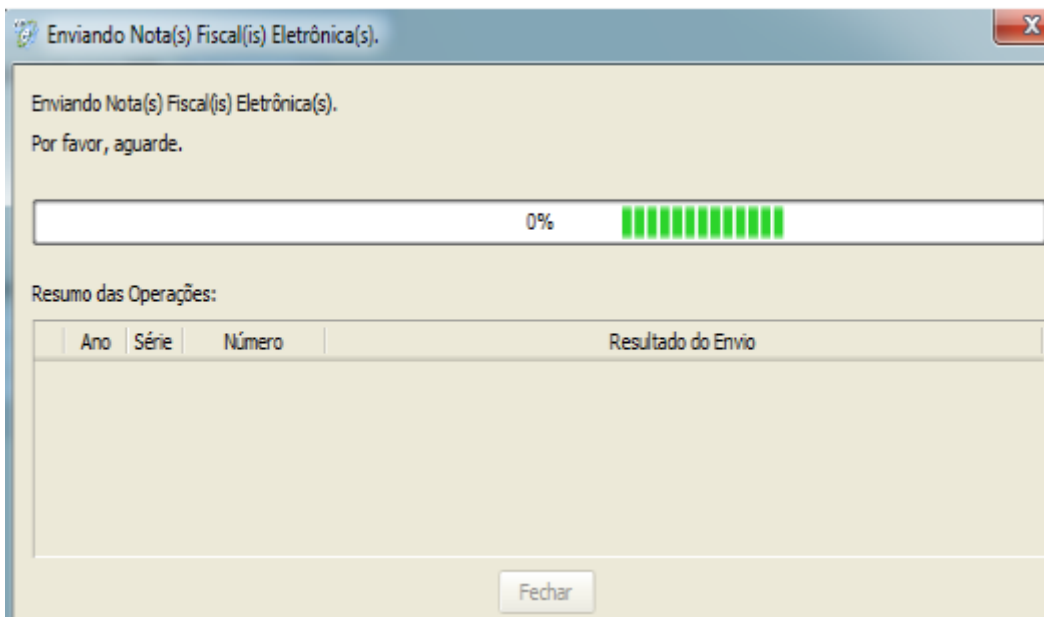 Enviando Nota(s) Fiscal(is) Eletrônica(s).
X
Enviando Nota(s) Fiscal(is) Eletrônica(s).
Por favor, aguarde.
0%
Resumo das Operações:
Ano Série Número Resultado do Envio
Fechar